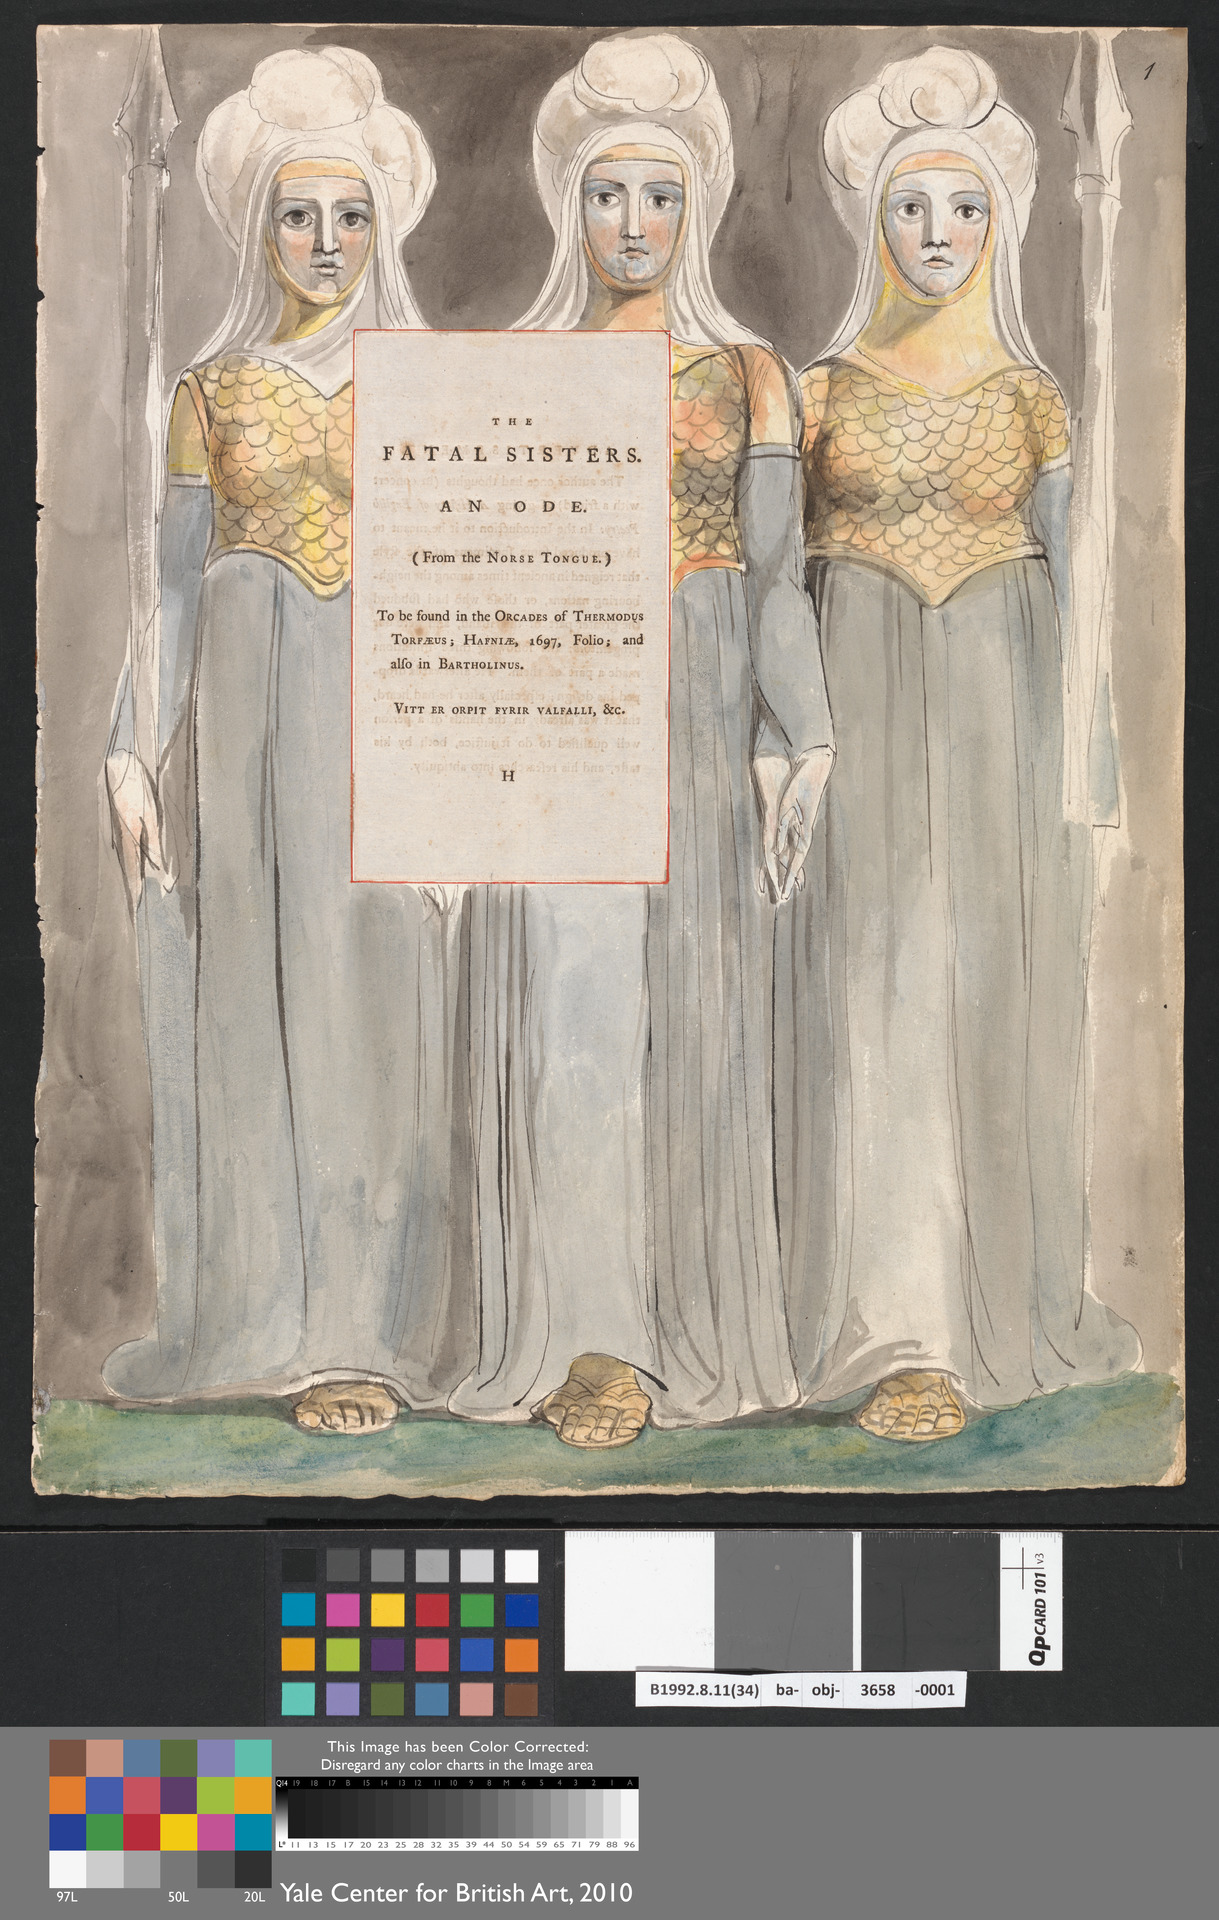 1
THE
FATAL SISTERS.
AN ODE.
(From the NORSE TONGUE.)
To be found in the ORCADES of THERMODUS
TORFÆUS; HAFNIÆ, 1697, Folio; and
alſo in BARTHOLINUS.
VITT ER ORPIT FYRIR VALFALLI, &c.
H
QPCARD 101 v3
B1992.8.11(34) ba- obj- 3658 -0001
This Image has been Color Corrected:
Disregard any color charts in the Image area
Q14 19 18 17 B 15 14 13 12 11 10 9 8 M 6 5 4 3 2 1 A
L* 11 13 15 17 20 23 25 28 32 35 39 44 50 54 59 65 71 79 88 96
97L 50L 20L
Yale Center for British Art, 2010